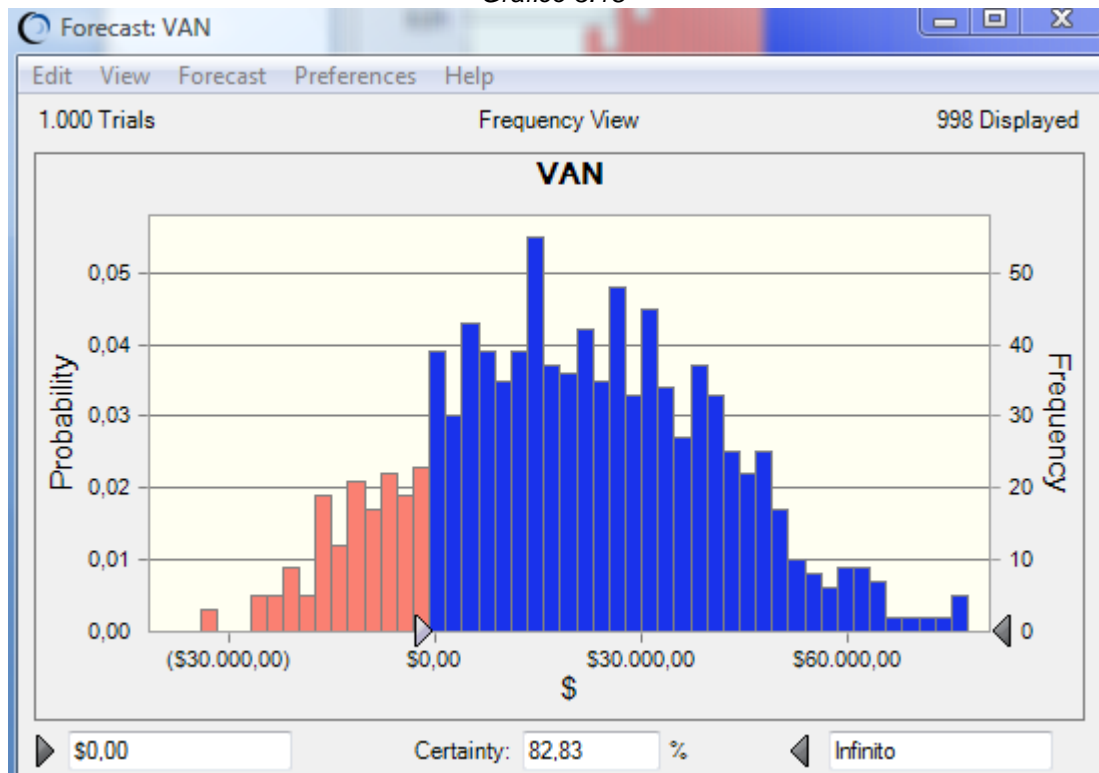 Forecast: VAN
Edit View Forecast Preferences Help
1.000 Trials Frequency View 998 Displayed
VAN
0,05 50
0,04 40
0,03 30
0,02 20
0,01 10
0,00 0
Probability
Frequency
($30.000,00) $0,00 $30.000,00 $60.000,00
$
$0,00 Certainty: 82,83 % Infinito